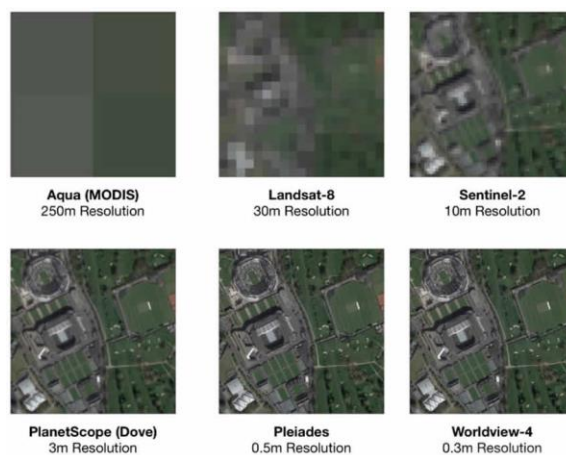 Aqua (MODIS)
250m Resolution
Landsat-8
30m Resolution
Sentinel-2
10m Resolution
PlanetScope (Dove)
3m Resolution
Pleiades
0.5m Resolution
Worldview-4
0.3m Resolution